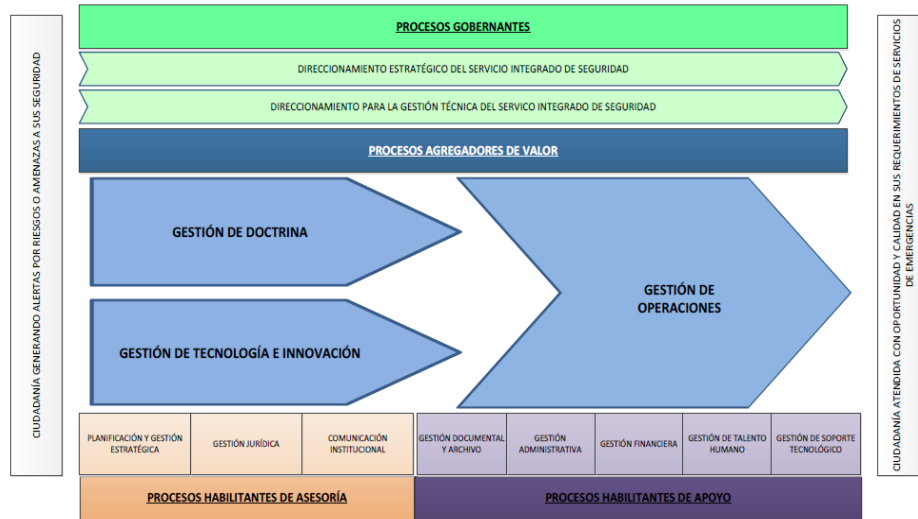 CIUDADANÍA GENERANDO ALERTAS POR RIESGOS O AMENAZAS A SUS SEGURIDAD
PROCESOS GOBERNANTES
DIRECCIONAMIENTO ESTRATÉGICO DEL SERVICIO INTEGRADO DE SEGURIDAD
DIRECCIONAMIENTO PARA LA GESTIÓN TÉCNICA DEL SERVICO INTEGRADO DE SEGURIDAD
PROCESOS AGREGADORES DE VALOR
GESTIÓN DE DOCTRINA
GESTIÓN DE TECNOLOGÍA E INNOVACIÓN
GESTIÓN DE
OPERACIONES
PLANIFICACIÓN Y GESTIÓN
ESTRATÉGICA
GESTIÓN JURÍDICA
COMUNICACIÓN
INSTITUCIONAL
GESTIÓN DOCUMENTAL
Y ARCHIVO
GESTIÓN
ADMINISTRATIVA
GESTIÓN FINANCIERA
GESTIÓN DE TALENTO
HUMANO
GESTIÓN DE SOPORTE
TECNOLÓGICO
PROCESOS HABILITANTES DE ASESORÍA
PROCESOS HABILITANTES DE APOYO
CIUDADANÍA ATENDIDA CON OPORTUNIDAD Y CALIDAD EN SUS REQUERIMIENTOS DE SERVICIOS
DE EMERGENCIAS